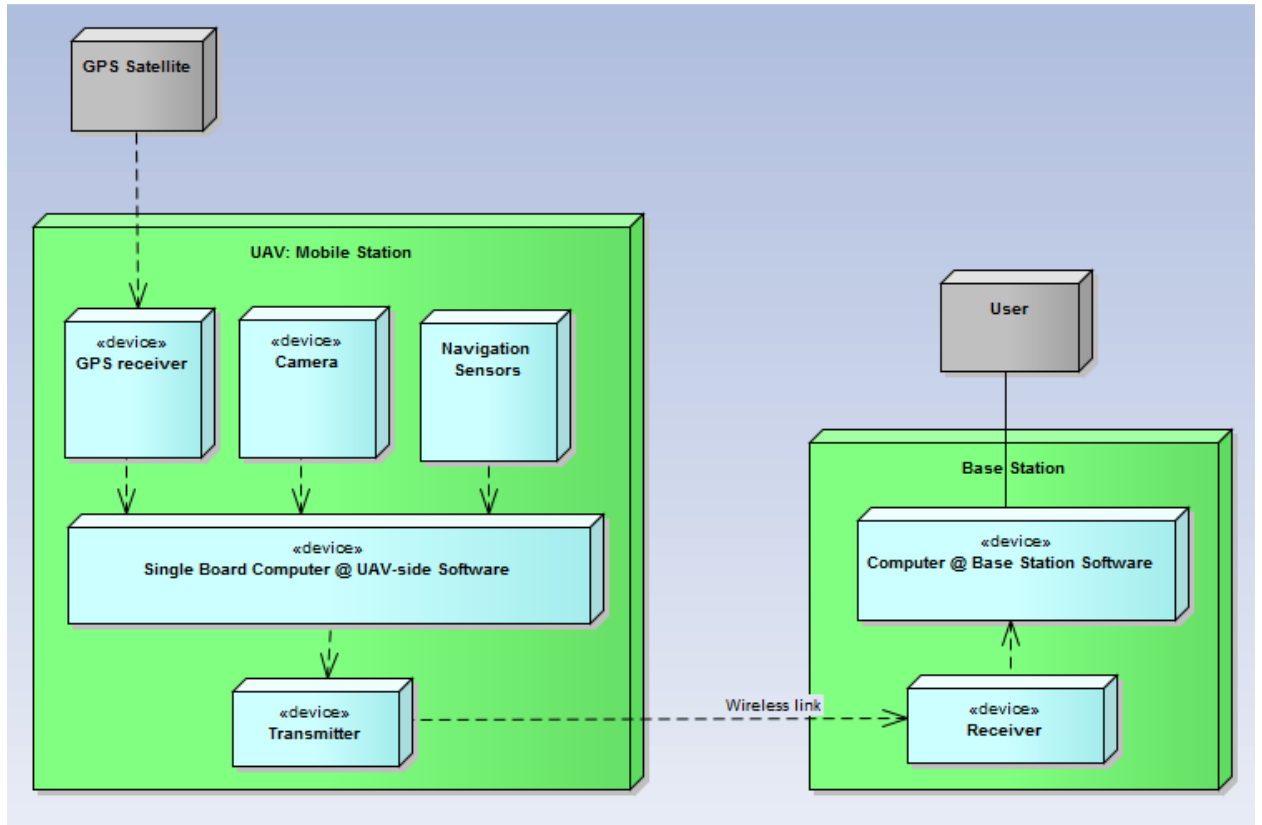 GPS Satellite
UAV: Mobile Station
«device»
GPS receiver
«device»
Camera
Navigation
Sensors
«device»
Single Board Computer @ UAV-side Software
«device»
Transmitter
Wireless link
User
Base Station
«device»
Computer @ Base Station Software
«device»
Receiver